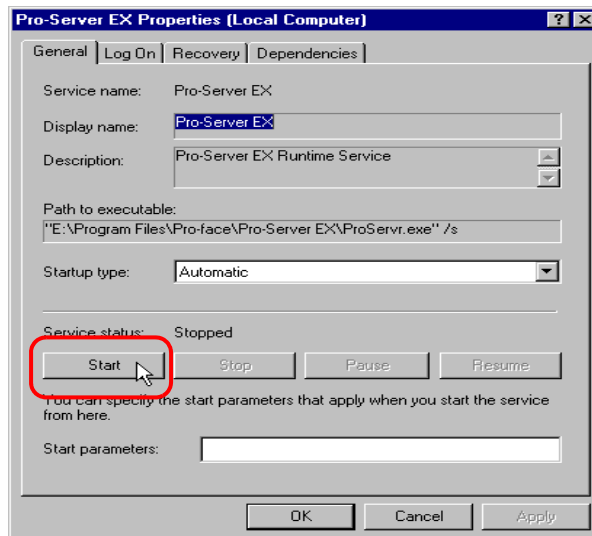 Pro-Server EX Properties (Local Computer)
General Log On Recovery Dependencies
Service name: Pro-Server EX
Display name: Pro-Server EX
Description: Pro-Server EX Runtime Service
Path to executable:
"E:\Program Files\Pro-face\Pro-Server EX\ProServr.exe" /s
Startup type: Automatic
Service status: Stopped
Start Stop Pause Resume
You can specify the start parameters that apply when you start the service
from here.
Start parameters:
OK Cancel Apply